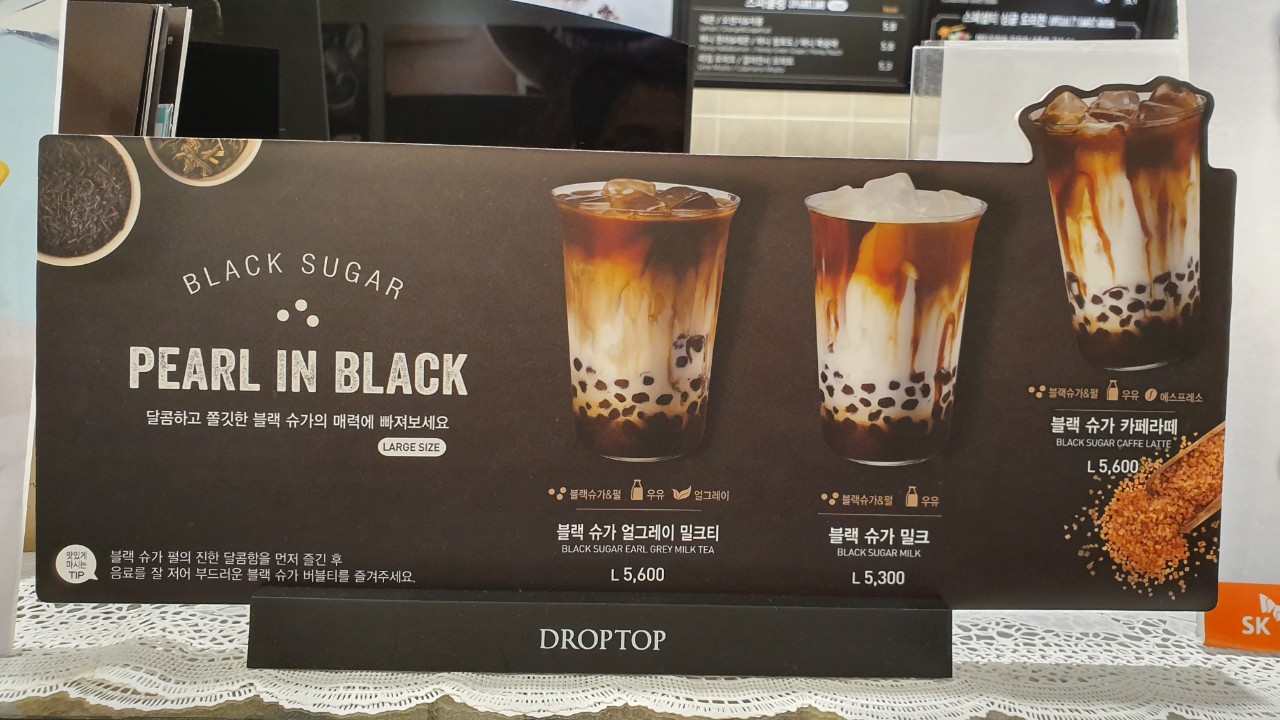 BLACK SUGAR
PEARL IN BLACK
달콤하고 쫄깃한 블랙 슈가의 매력에 빠져보세요
LARGE SIZE
맛있게
마시는
TIP
블랙 슈가 펄의 진한 달콤함을 먼저 즐긴 후
음료를 잘 저어 부드러운 블랙 슈가 버블티를 즐겨주세요.
블랙슈가&펄 우유 얼그레이
블랙 슈가 얼그레이 밀크티
BLACK SUGAR EARL GREY MILK TEA
L 5,600
블랙슈가&펄 우유
블랙 슈가 밀크
BLACK SUGAR MILK
L 5,300
블랙슈가&펄 우유 에스프레소
블랙 슈가 카페라떼
BLACK SUGAR CAFFE LATTE
L 5,600
DROPTOP
SK